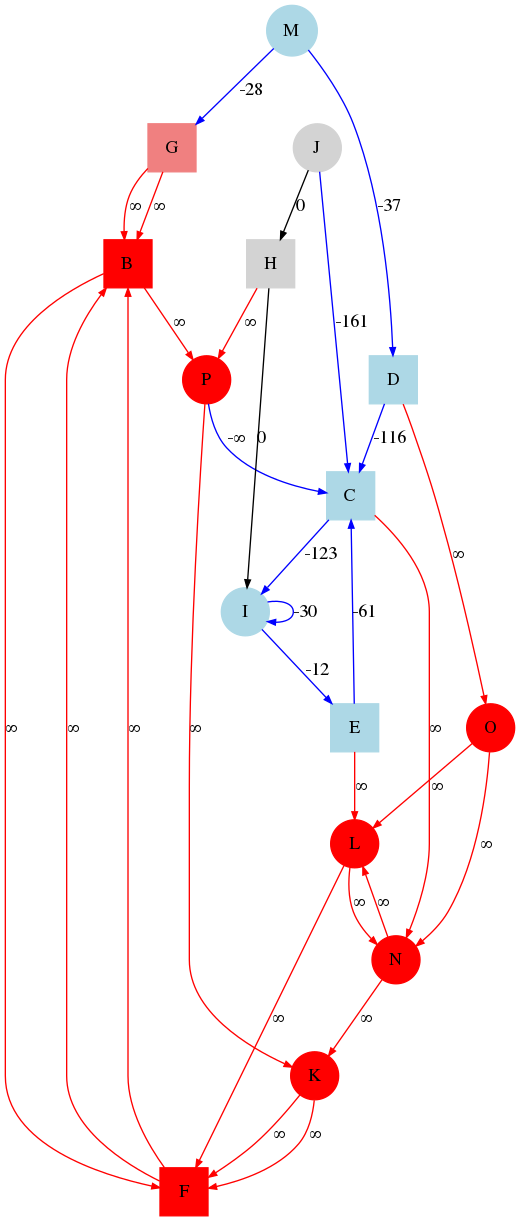 M
-28
G
J
∞ ∞
0
-37
B
H
∞
∞
-161
P
D
-∞
0
-116
C
-123
∞
I
-30
-61
-12
∞
∞
∞
∞
E
∞
O
∞
∞
L
∞
∞
∞
∞
N
∞
∞
K
∞
∞
F